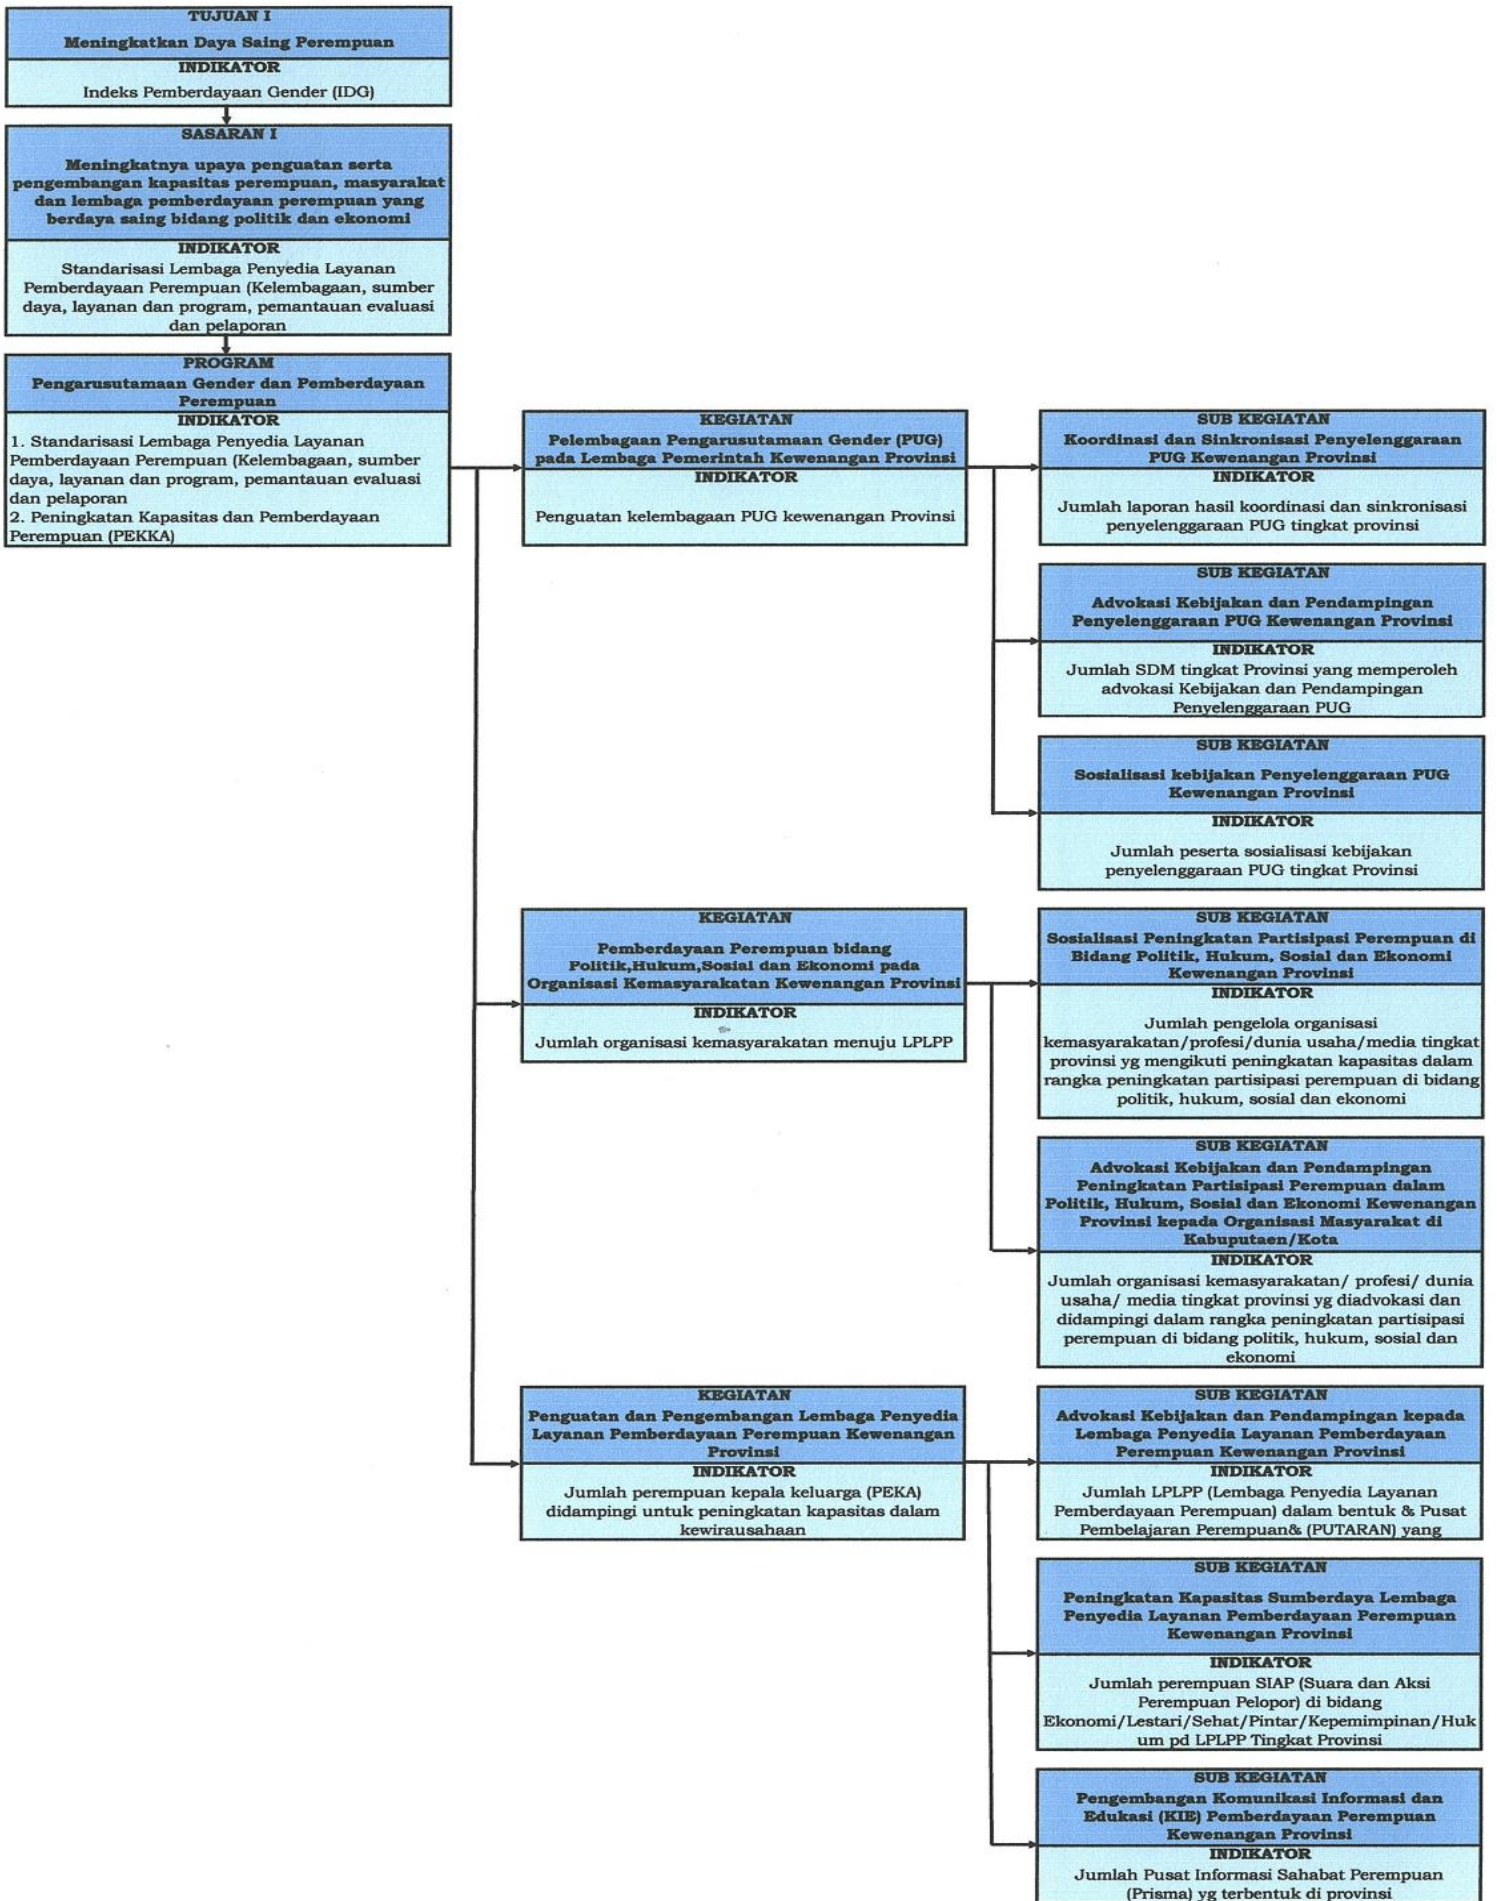 TUJUAN I
Meningkatkan Daya Saing Perempuan
INDIKATOR
Indeks Pemberdayaan Gender (IDG)
SASARAN I
Meningkatnya upaya penguatan serta
pengembangan kapasitas perempuan, masyarakat
dan lembaga pemberdayaan perempuan yang
berdaya saing bidang politik dan ekonomi
INDIKATOR
Standarisasi Lembaga Penyedia Layanan
Pemberdayaan Perempuan (Kelembagaan, sumber
daya, layanan dan program, pemantauan evaluasi
dan pelaporan
PROGRAM
Pengarusutamaan Gender dan Pemberdayaan
Perempuan
INDIKATOR
1. Standarisasi Lembaga Penyedia Layanan
Pemberdayaan Perempuan (Kelembagaan, sumber
daya, layanan dan program, pemantauan evaluasi
dan pelaporan
2. Peningkatan Kapasitas dan Pemberdayaan
Perempuan (PEKKA)
KEGIATAN
Pelembagaan Pengarusutamaan Gender (PUG)
pada Lembaga Pemerintah Kewenangan Provinsi
INDIKATOR
Penguatan kelembagaan PUG kewenangan Provinsi
SUB KEGIATAN
Koordinasi dan Sinkronisasi Penyelenggaraan
PUG Kewenangan Provinsi
INDIKATOR
Jumlah laporan hasil koordinasi dan sinkronisasi
penyelenggaraan PUG tingkat provinsi
SUB KEGIATAN
Advokasi Kebijakan dan Pendampingan
Penyelenggaraan PUG Kewenangan Provinsi
INDIKATOR
Jumlah SDM tingkat Provinsi yang memperoleh
advokasi Kebijakan dan Pendampingan
Penyelenggaraan PUG
SUB KEGIATAN
Sosialisasi kebijakan Penyelenggaraan PUG
Kewenangan Provinsi
INDIKATOR
Jumlah peserta sosialisasi kebijakan
penyelenggaraan PUG tingkat Provinsi
KEGIATAN
Pemberdayaan Perempuan bidang
Politik,Hukum,Sosial dan Ekonomi pada
Organisasi Kemasyarakatan Kewenangan Provinsi
INDIKATOR
Jumlah organisasi kemasyarakatan menuju LPLPP
SUB KEGIATAN
Sosialisasi Peningkatan Partisipasi Perempuan di
Bidang Politik, Hukum, Sosial dan Ekonomi
Kewenangan Provinsi
INDIKATOR
Jumlah pengelola organisasi
kemasyarakatan/profesi/dunia usaha/media tingkat
provinsi yg mengikuti peningkatan kapasitas dalam
rangka peningkatan partisipasi perempuan di bidang
politik, hukum, sosial dan ekonomi
SUB KEGIATAN
Advokasi Kebijakan dan Pendampingan
Peningkatan Partisipasi Perempuan dalam
Politik, Hukum, Sosial dan Ekonomi Kewenangan
Provinsi kepada Organisasi Masyarakat di
Kabuputaen/Kota
INDIKATOR
Jumlah organisasi kemasyarakatan/ profesi/ dunia
usaha/ media tingkat provinsi yg diadvokasi dan
didampingi dalam rangka peningkatan partisipasi
perempuan di bidang politik, hukum, sosial dan
ekonomi
KEGIATAN
Penguatan dan Pengembangan Lembaga Penyedia
Layanan Pemberdayaan Perempuan Kewenangan
Provinsi
INDIKATOR
Jumlah perempuan kepala keluarga (PEKA)
didampingi untuk peningkatan kapasitas dalam
kewirausahaan
SUB KEGIATAN
Advokasi Kebijakan dan Pendampingan kepada
Lembaga Penyedia Layanan Pemberdayaan
Perempuan Kewenangan Provinsi
INDIKATOR
Jumlah LPLPP (Lembaga Penyedia Layanan
Pemberdayaan Perempuan) dalam bentuk & Pusat
Pembelajaran Perempuan& (PUTARAN) yang
SUB KEGIATAN
Peningkatan Kapasitas Sumberdaya Lembaga
Penyedia Layanan Pemberdayaan Perempuan
Kewenangan Provinsi
INDIKATOR
Jumlah perempuan SIAP (Suara dan Aksi
Perempuan Pelopor) di bidang
Ekonomi/Lestari/Sehat/Pintar/Kepemimpinan/Huk
um pd LPLPP Tingkat Provinsi
SUB KEGIATAN
Pengembangan Komunikasi Informasi dan
Edukasi (KIE) Pemberdayaan Perempuan
Kewenangan Provinsi
INDIKATOR
Jumlah Pusat Informasi Sahabat Perempuan
(Prisma) yg terbentuk di provinsi